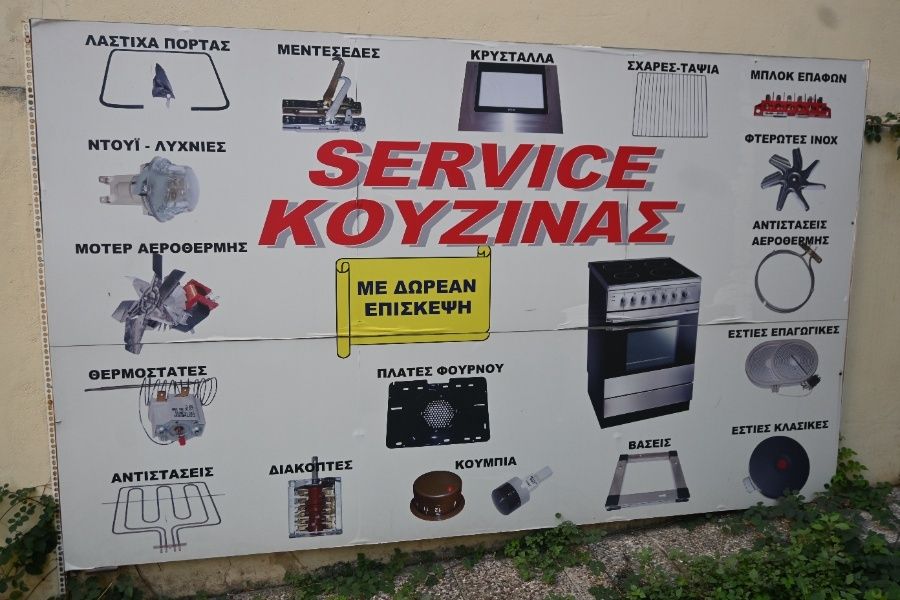 ΛΑΣΤΙΧΑ ΠΟΡΤΑΣ
ΜΕΝΤΕΣΕΔΕΣ
ΚΡΥΣΤΑΛΛΑ
ΣΧΑΡΕΣ-ΤΑΨΙΑ
ΜΠΛΟΚ ΕΠΑΦΩΝ
ΝΤΟΥΪ - ΛΥΧΝΙΕΣ
SERVICE
ΚΟΥΖΙΝΑΣ
ΦΤΕΡΩΤΕΣ INOX
ΜΟΤΕΡ ΑΕΡΟΘΕΡΜΗΣ
ΜΕ ΔΩΡΕΑΝ
ΕΠΙΣΚΕΨΗ
ΑΝΤΙΣΤΑΣΕΙΣ
ΑΕΡΟΘΕΡΜΗΣ
ΘΕΡΜΟΣΤΑΤΕΣ
ΠΛΑΤΕΣ ΦΟΥΡΝΟΥ
ΕΣΤΙΕΣ ΕΠΑΓΩΓΙΚΕΣ
ΑΝΤΙΣΤΑΣΕΙΣ
ΔΙΑΚΟΠΤΕΣ
ΚΟΥΜΠΙΑ
ΒΑΣΕΙΣ
ΕΣΤΙΕΣ ΚΛΑΣΙΚΕΣ